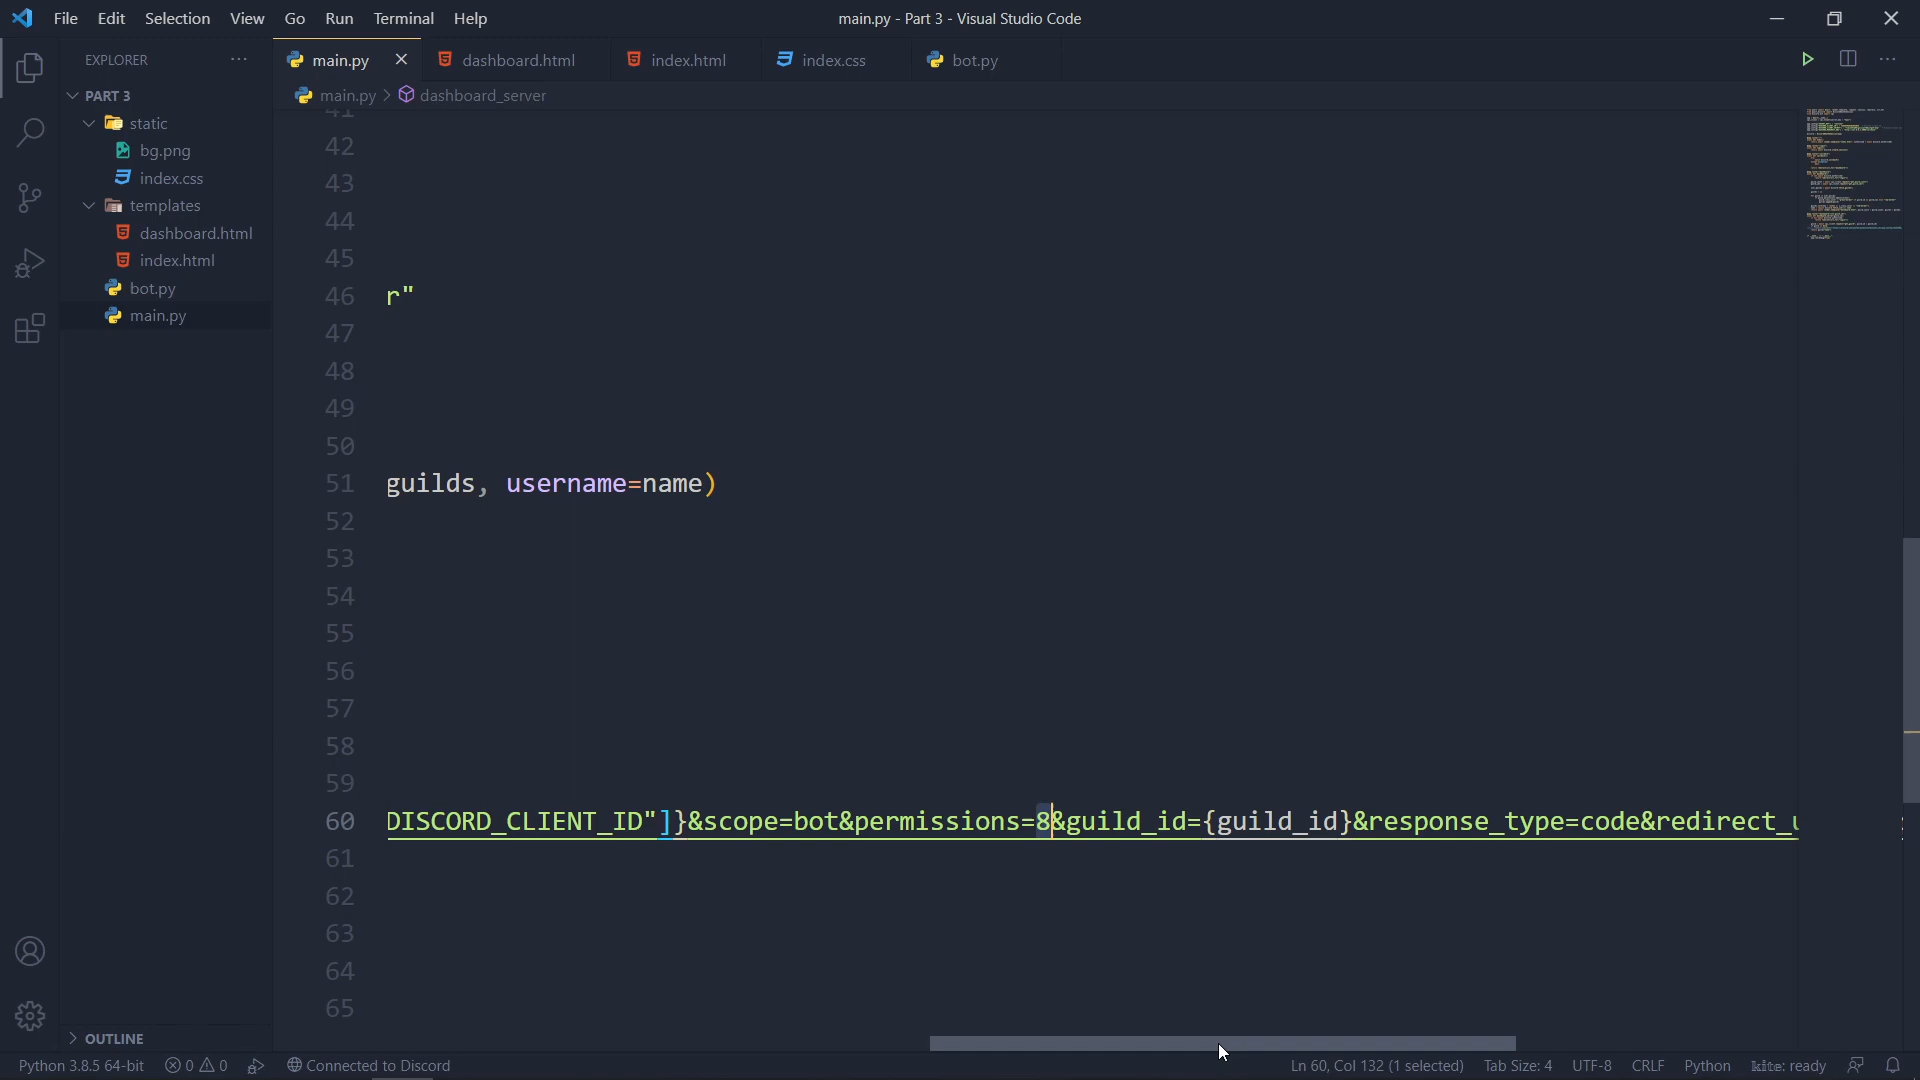 File Edit Selection View Go Run Terminal Help
main.py - Part 3 - Visual Studio Code
EXPLORER
PART 3
static
bg.png
index.css
templates
dashboard.html
index.html
bot.py
main.py
OUTLINE
main.py dashboard.html index.html index.css bot.py
main.py > dashboard_server
41
42
43
44
45
46 r"
47
48
49
50
51 guilds, username=name)
52
53
54
55
56
57
58
59
60 DISCORD_CLIENT_ID"]}&scope=bot&permissions=8&guild_id={guild_id}&response_type=code&redirect_u
61
62
63
64
65
Python 3.8.5 64-bit 0 0 Connected to Discord Ln 60, Col 132 (1 selected) Tab Size: 4 UTF-8 CRLF Python kite: ready